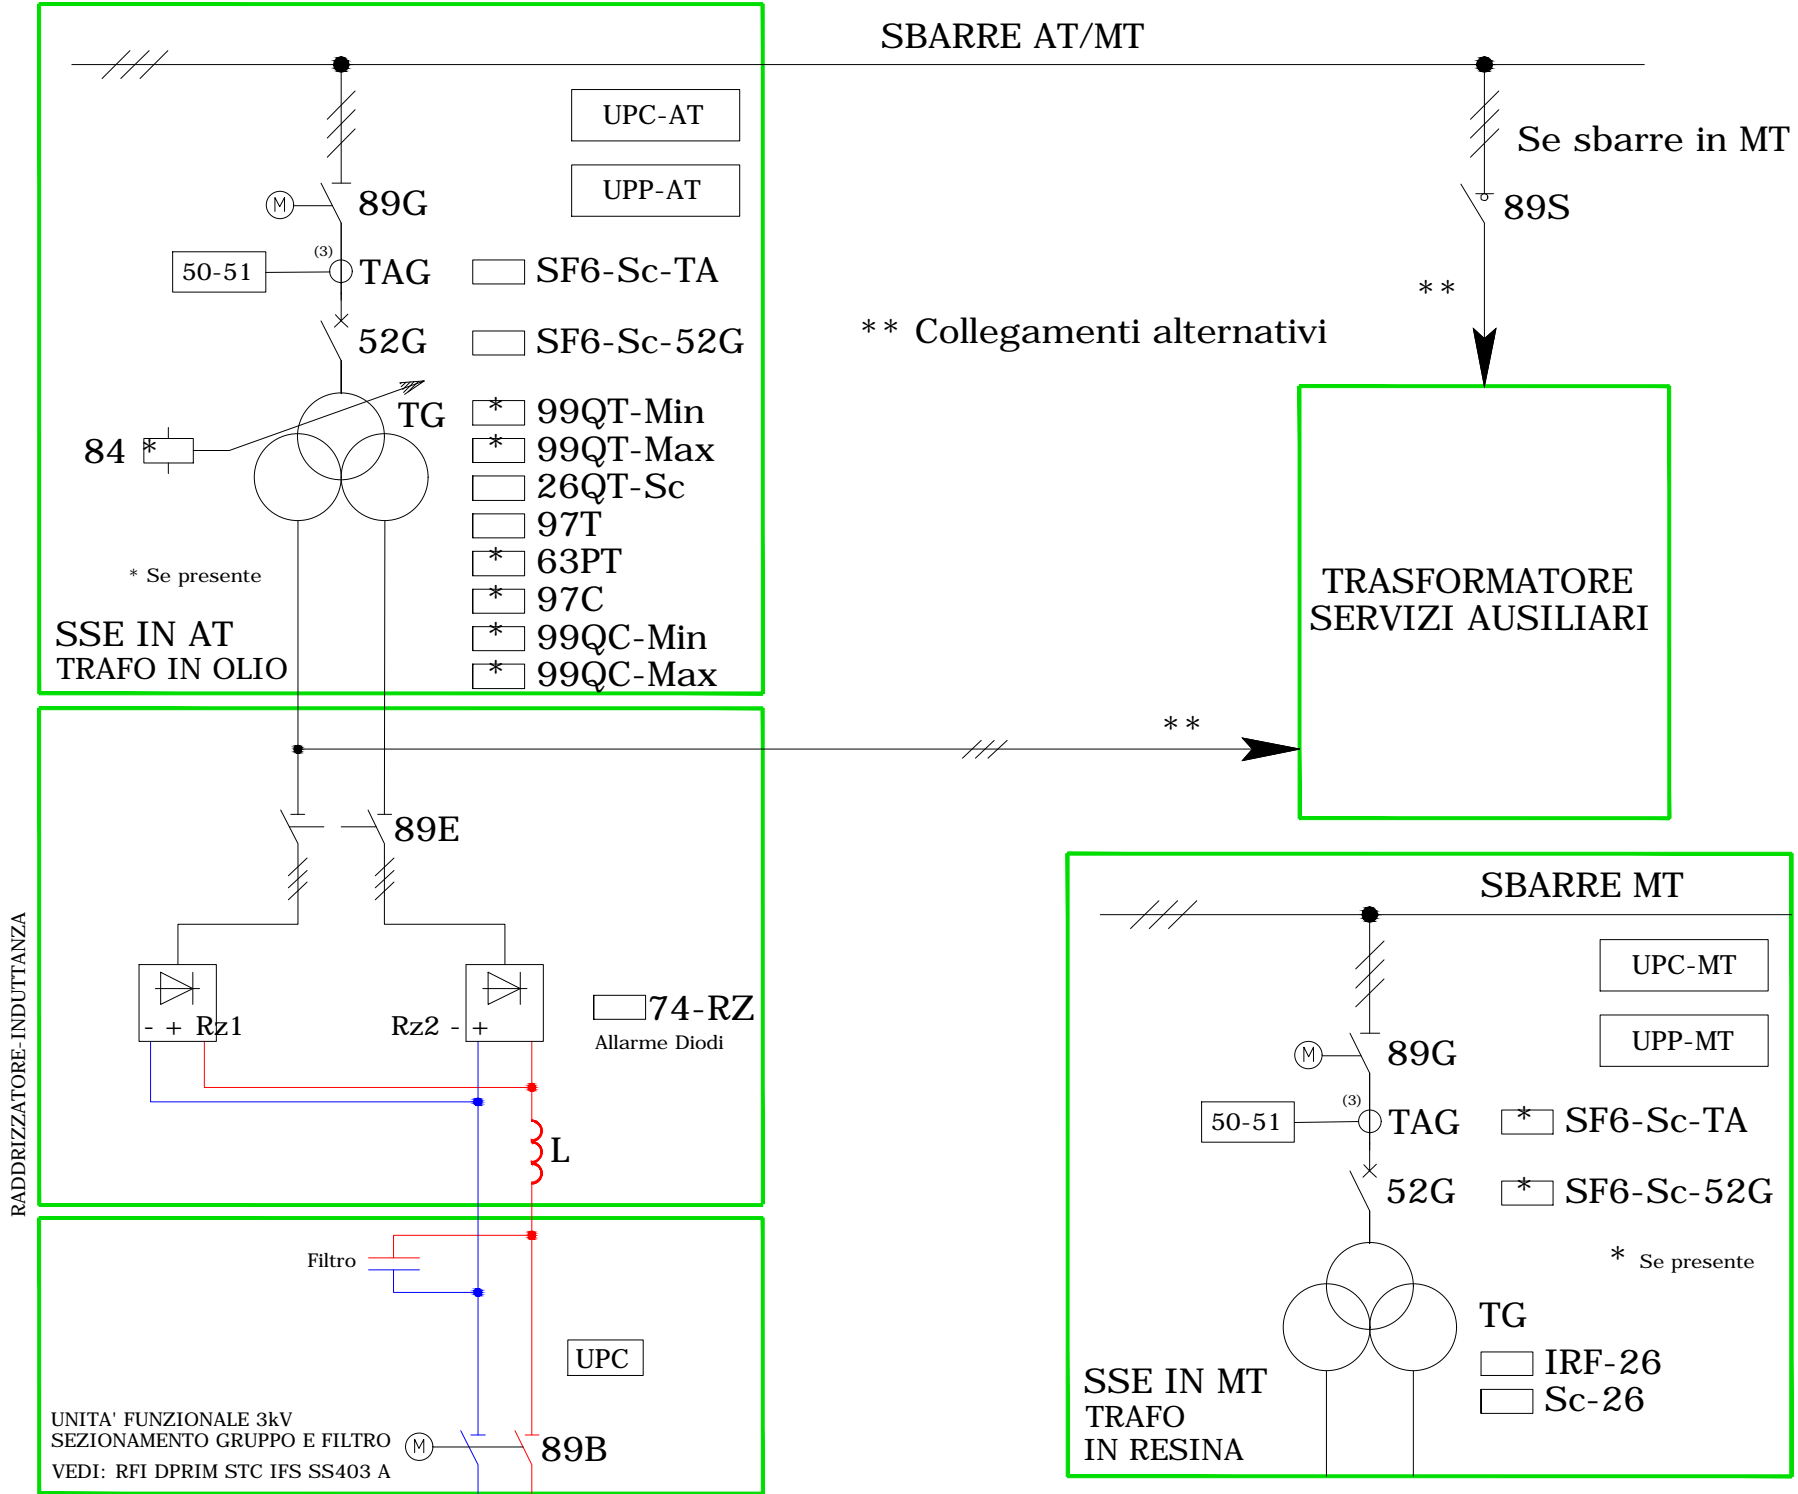 SBARRE AT/MT
UPC-AT
UPP-AT
Se sbarre in MT
M
89G
89S
(3)
50-51
TAG
SF6-Sc-TA
**
52G
SF6-Sc-52G
** Collegamenti alternativi
TG
84 *
* 99QT-Min
* 99QT-Max
26QT-Sc
97T
* 63PT
* 97C
* 99QC-Min
* 99QC-Max
* Se presente
SSE IN AT
TRAFO IN OLIO
TRASFORMATORE
SERVIZI AUSILIARI
**
89E
RADDRIZZATORE-INDUTTANZA
- + Rz1
Rz2 - +
74-RZ
Allarme Diodi
L
Filtro
UPC
UNITA' FUNZIONALE 3kV
SEZIONAMENTO GRUPPO E FILTRO
VEDI: RFI DPRIM STC IFS SS403 A
M
89B
SBARRE MT
UPC-MT
UPP-MT
M
89G
(3)
50-51
TAG
* SF6-Sc-TA
52G
* SF6-Sc-52G
* Se presente
TG
IRF-26
Sc-26
SSE IN MT
TRAFO
IN RESINA